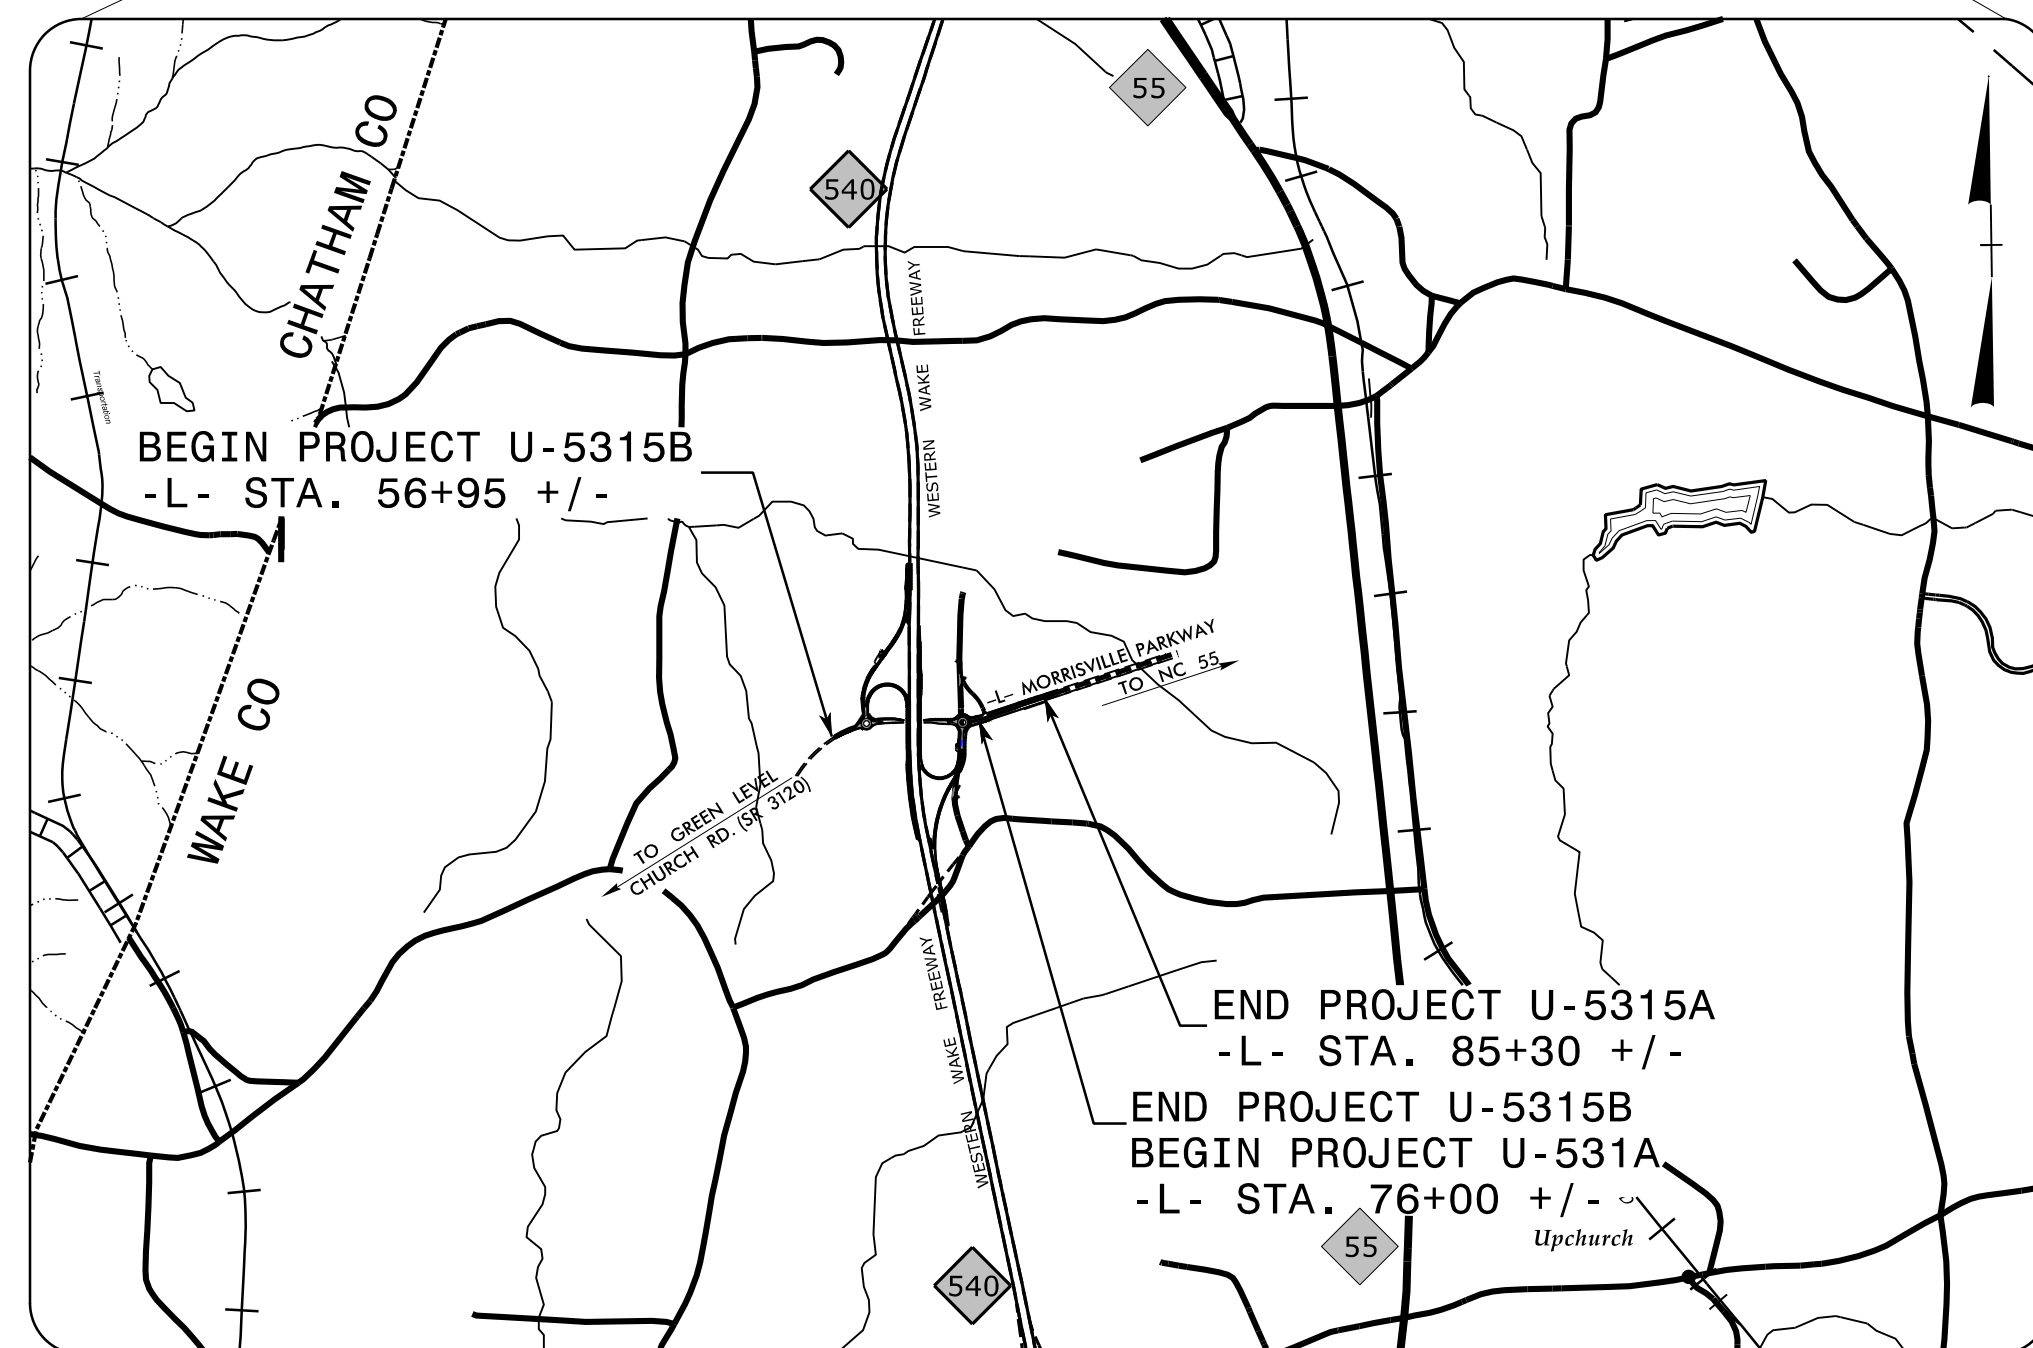 55
540
CHATHAM CO
FREEWAY
WAKE
WESTERN
Transportation
BEGIN PROJECT U-5315B
-L- STA. 56+95 +/-
-L- MORRISVILLE PARKWAY
TO NC 55
WAKE CO
TO GREEN LEVEL
CHURCH RD. (SR 3120)
FREEWAY
WAKE
WESTERN
END PROJECT U-5315A
-L- STA. 85+30 +/-
END PROJECT U-5315B
BEGIN PROJECT U-531A
-L- STA. 76+00 +/-
Upchurch
55
540